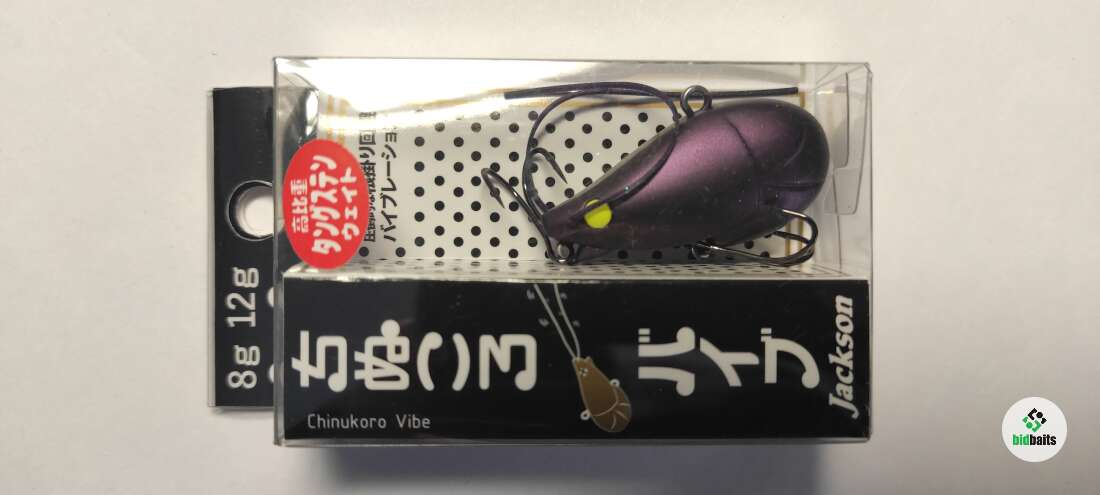 高比重
タングステン
ウェイト
バイブレーション
8g 12g
ちぬころ
バイブ
Jackson
Chinukoro Vibe
bidbaits